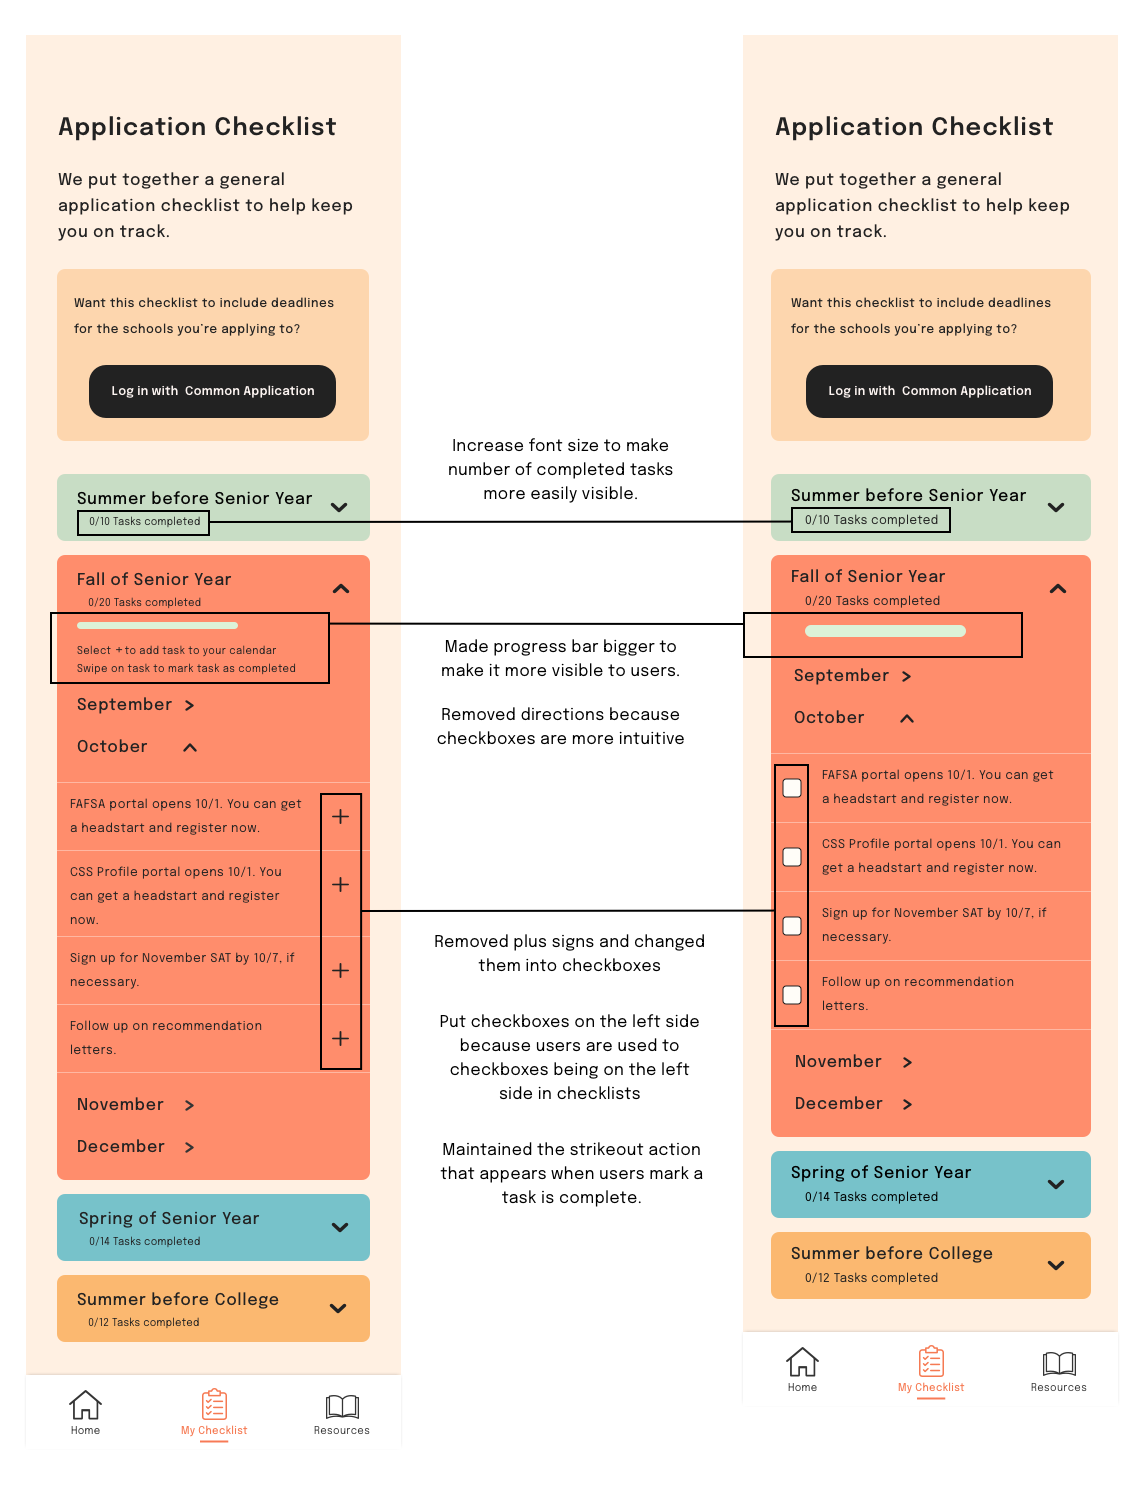 Application Checklist
We put together a general
application checklist to help keep
you on track.
Want this checklist to include deadlines
for the schools you're applying to?
Log in with Common Application
Summer before Senior Year
0/10 Tasks completed
Fall of Senior Year
0/20 Tasks completed
Select + to add task to your calendar
Swipe on task to mark task as completed
September >
October
FAFSA portal opens 10/1. You can get
a headstart and register now.
+
CSS Profile portal opens 10/1. You
can get a headstart and register
now.
+
Sign up for November SAT by 10/7, if
necessary.
+
Follow up on recommendation
letters.
+
November >
December >
Spring of Senior Year
0/14 Tasks completed
Summer before College
0/12 Tasks completed
Home
My Checklist
Resources
Increase font size to make
number of completed tasks
more easily visible.
Made progress bar bigger to
make it more visible to users.
Removed directions because
checkboxes are more intuitive
Removed plus signs and changed
them into checkboxes
Put checkboxes on the left side
because users are used to
checkboxes being on the left
side in checklists
Maintained the strikeout action
that appears when users mark a
task is complete.
Application Checklist
We put together a general
application checklist to help keep
you on track.
Want this checklist to include deadlines
for the schools you're applying to?
Log in with Common Application
Summer before Senior Year
0/10 Tasks completed
Fall of Senior Year
0/20 Tasks completed
September >
October
FAFSA portal opens 10/1. You can get
a headstart and register now.
CSS Profile portal opens 10/1. You can
get a headstart and register now.
Sign up for November SAT by 10/7, if
necessary.
Follow up on recommendation
letters.
November >
December >
Spring of Senior Year
0/14 Tasks completed
Summer before College
0/12 Tasks completed
Home
My Checklist
Resources